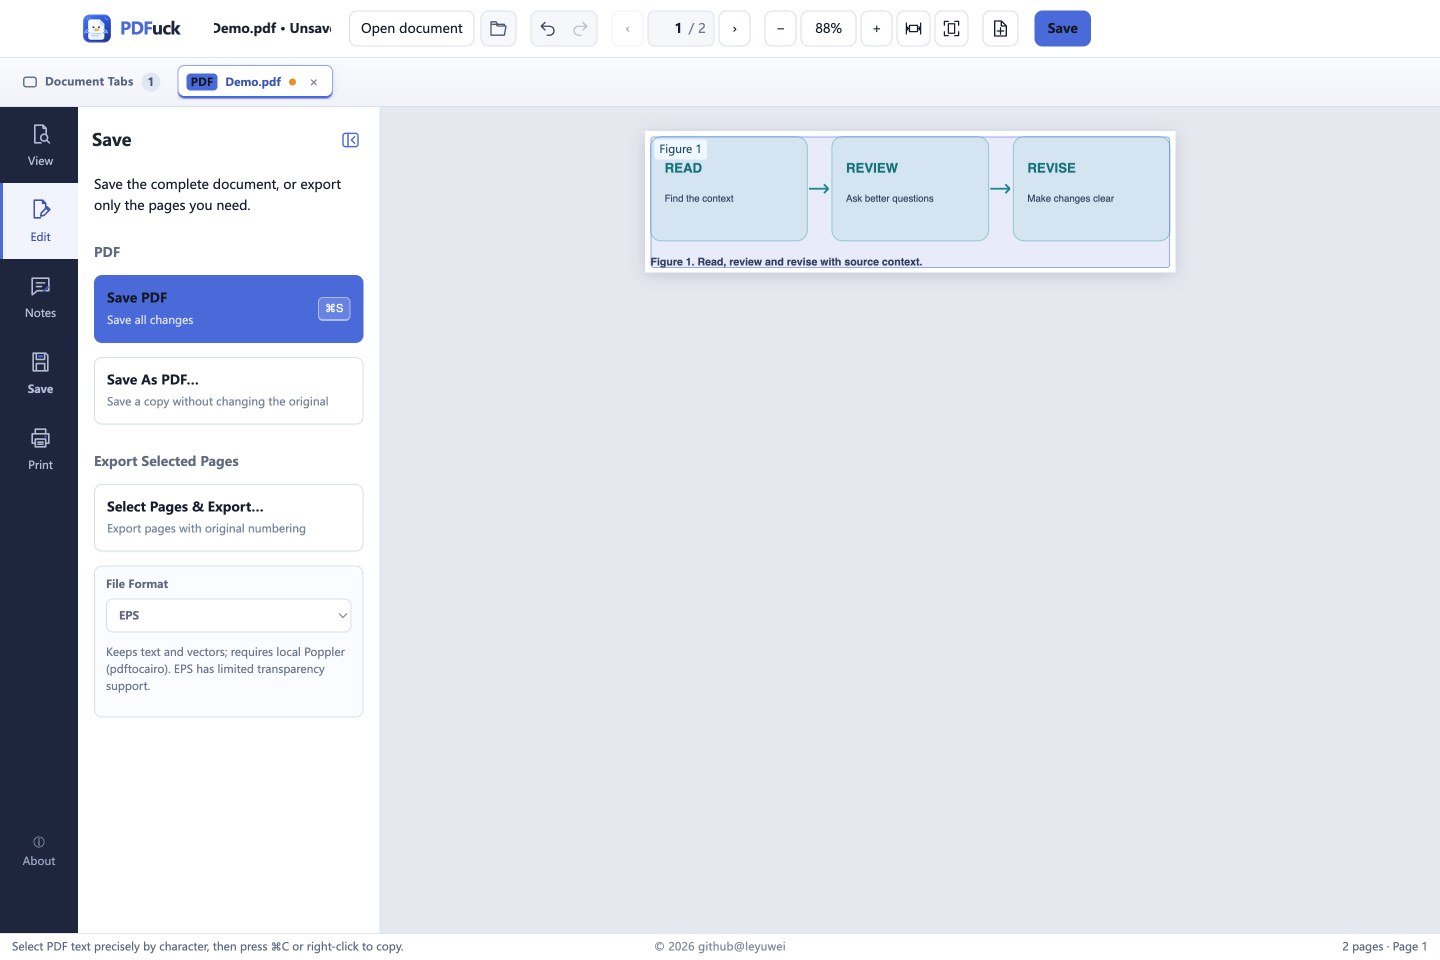 PDFuck
Demo.pdf • Unsav
Open document
‹
1 / 2
›
−
88%
+
Save
Document Tabs 1
PDF Demo.pdf ×
View
Edit
Notes
Save
Print
About
Save
Save the complete document, or export
only the pages you need.
PDF
Save PDF
Save all changes
⌘S
Save As PDF...
Save a copy without changing the original
Export Selected Pages
Select Pages & Export...
Export pages with original numbering
File Format
EPS
Keeps text and vectors; requires local Poppler
(pdftocairo). EPS has limited transparency
support.
Figure 1
READ
Find the context
REVIEW
Ask better questions
REVISE
Make changes clear
Figure 1. Read, review and revise with source context.
Select PDF text precisely by character, then press ⌘C or right-click to copy.
© 2026 github@leyuwei
2 pages · Page 1